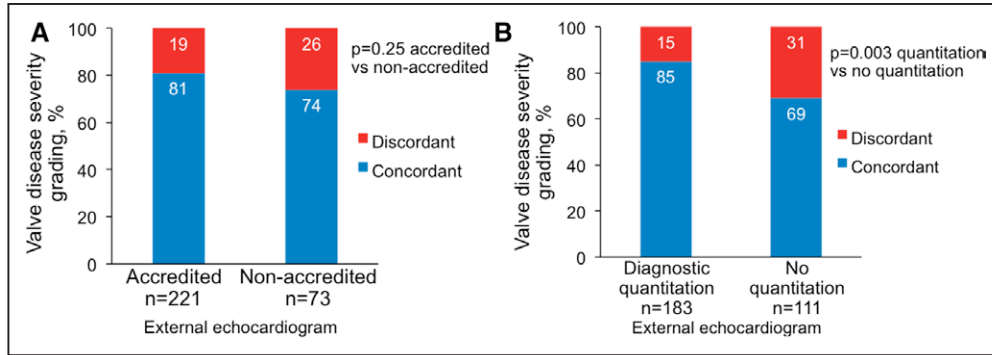 A
Valve disease severity
grading, %
100
80
60
40
20
0
19
81
26
74
p=0.25 accredited
vs non-accredited
Discordant
Concordant
Accredited
n=221
Non-accredited
n=73
External echocardiogram
B
Valve disease severity
grading, %
100
80
60
40
20
0
15
85
31
69
p=0.003 quantitation
vs no quantitation
Discordant
Concordant
Diagnostic
quantitation
n=183
No
quantitation
n=111
External echocardiogram